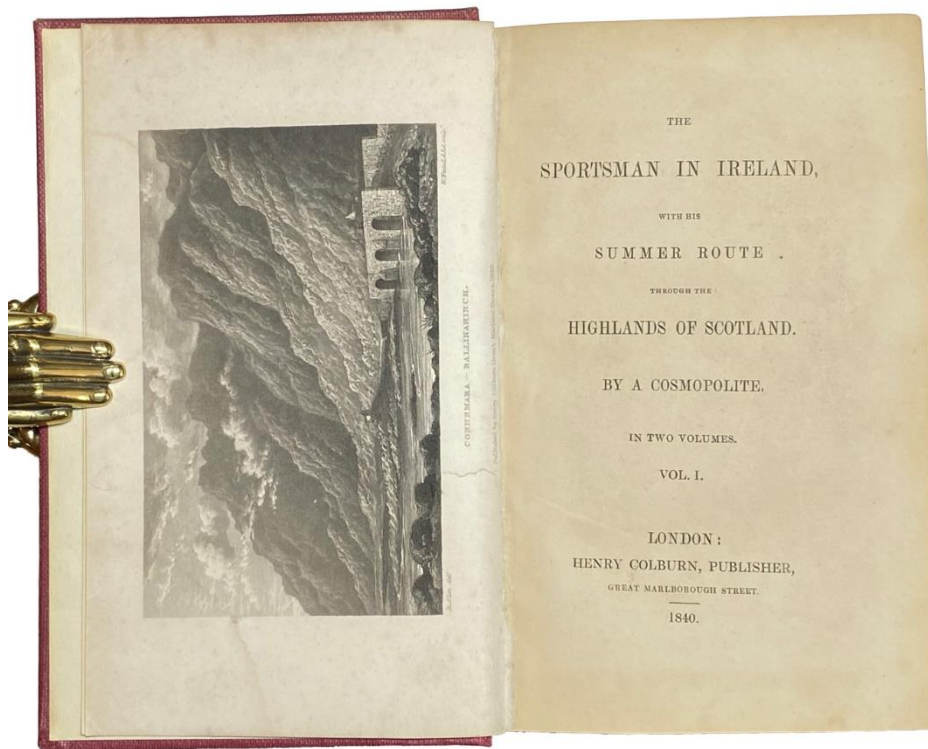 CONNEMARA – BALLINAHINCH.
THE
SPORTSMAN IN IRELAND,
WITH HIS
SUMMER ROUTE
THROUGH THE
HIGHLANDS OF SCOTLAND.
BY A COSMOPOLITE.
IN TWO VOLUMES.
VOL. I.
LONDON:
HENRY COLBURN, PUBLISHER,
GREAT MARLBOROUGH STREET.
1840.